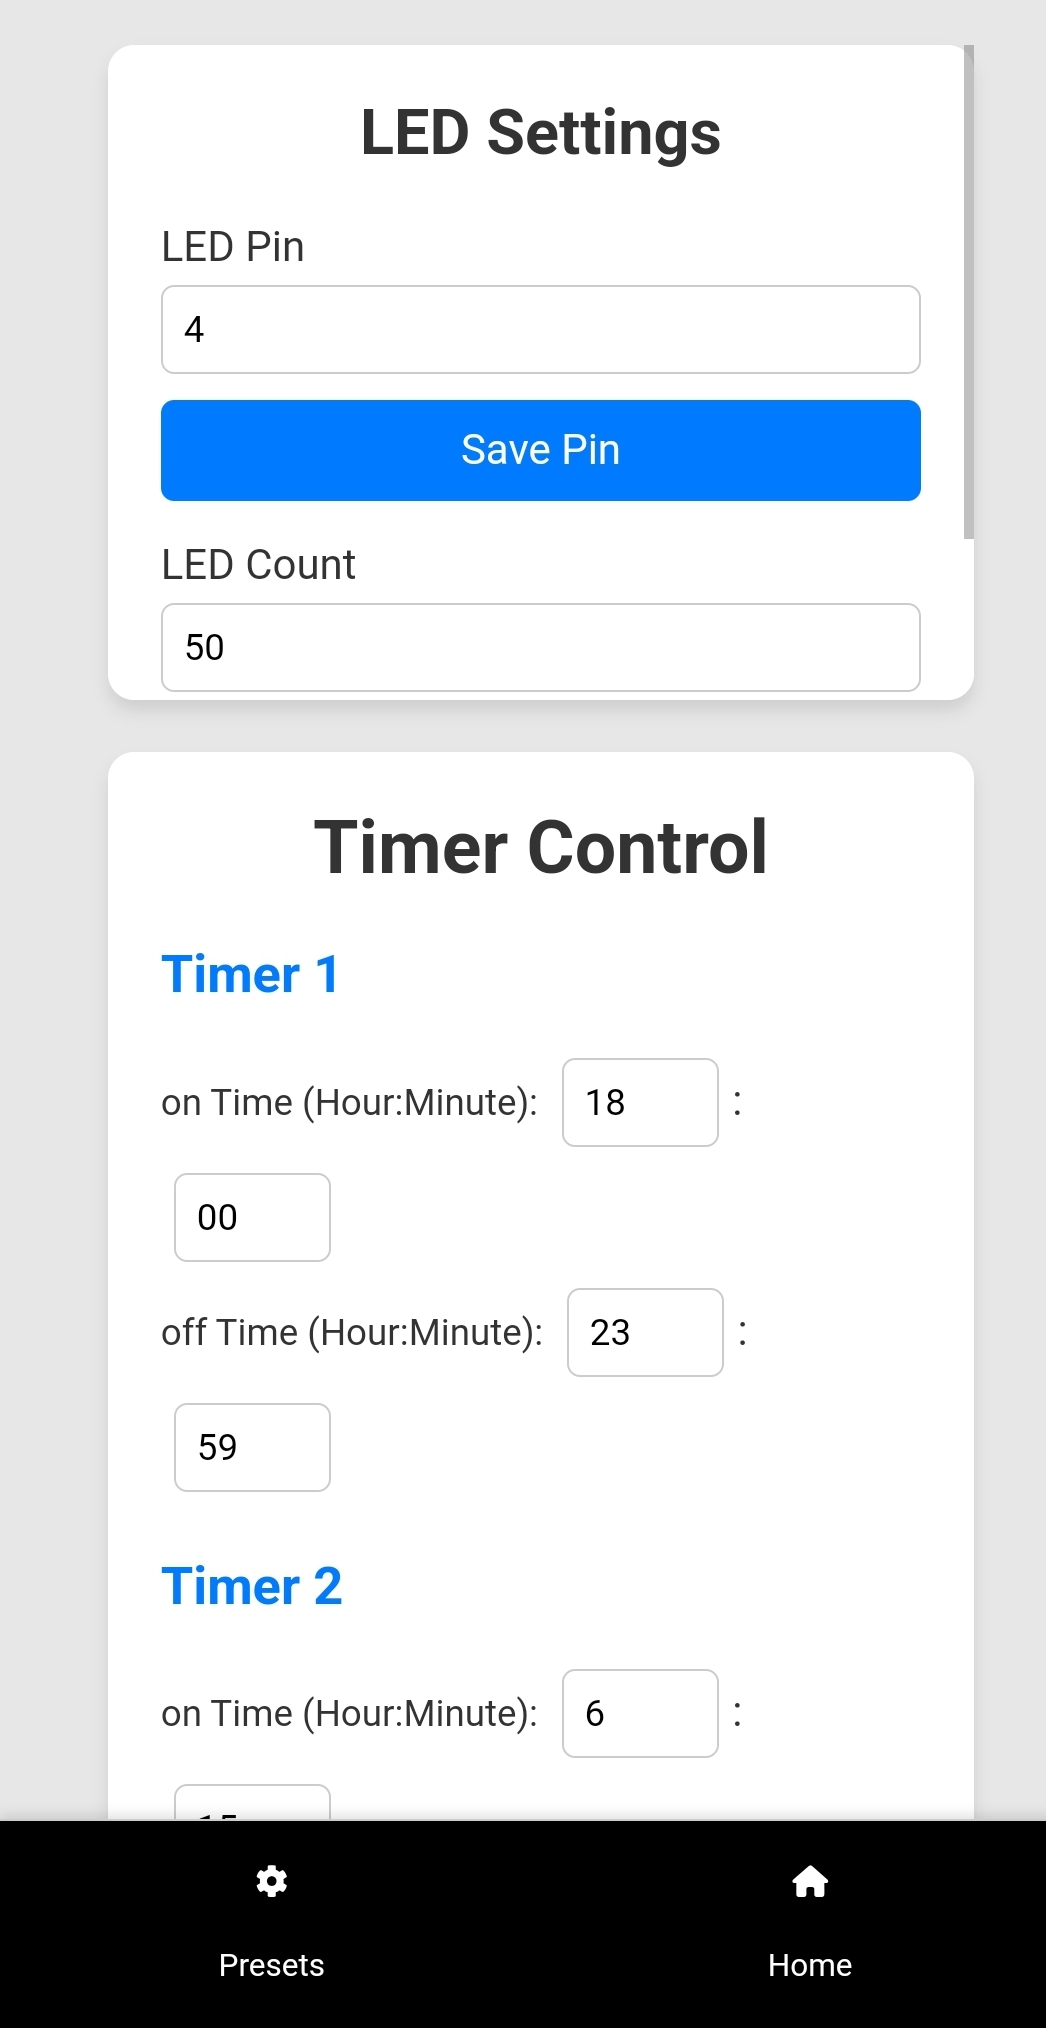 LED Settings
LED Pin
4
Save Pin
LED Count
50
Timer Control
Timer 1
on Time (Hour:Minute): 18 :
00
off Time (Hour:Minute): 23 :
59
Timer 2
on Time (Hour:Minute): 6 :
Presets Home